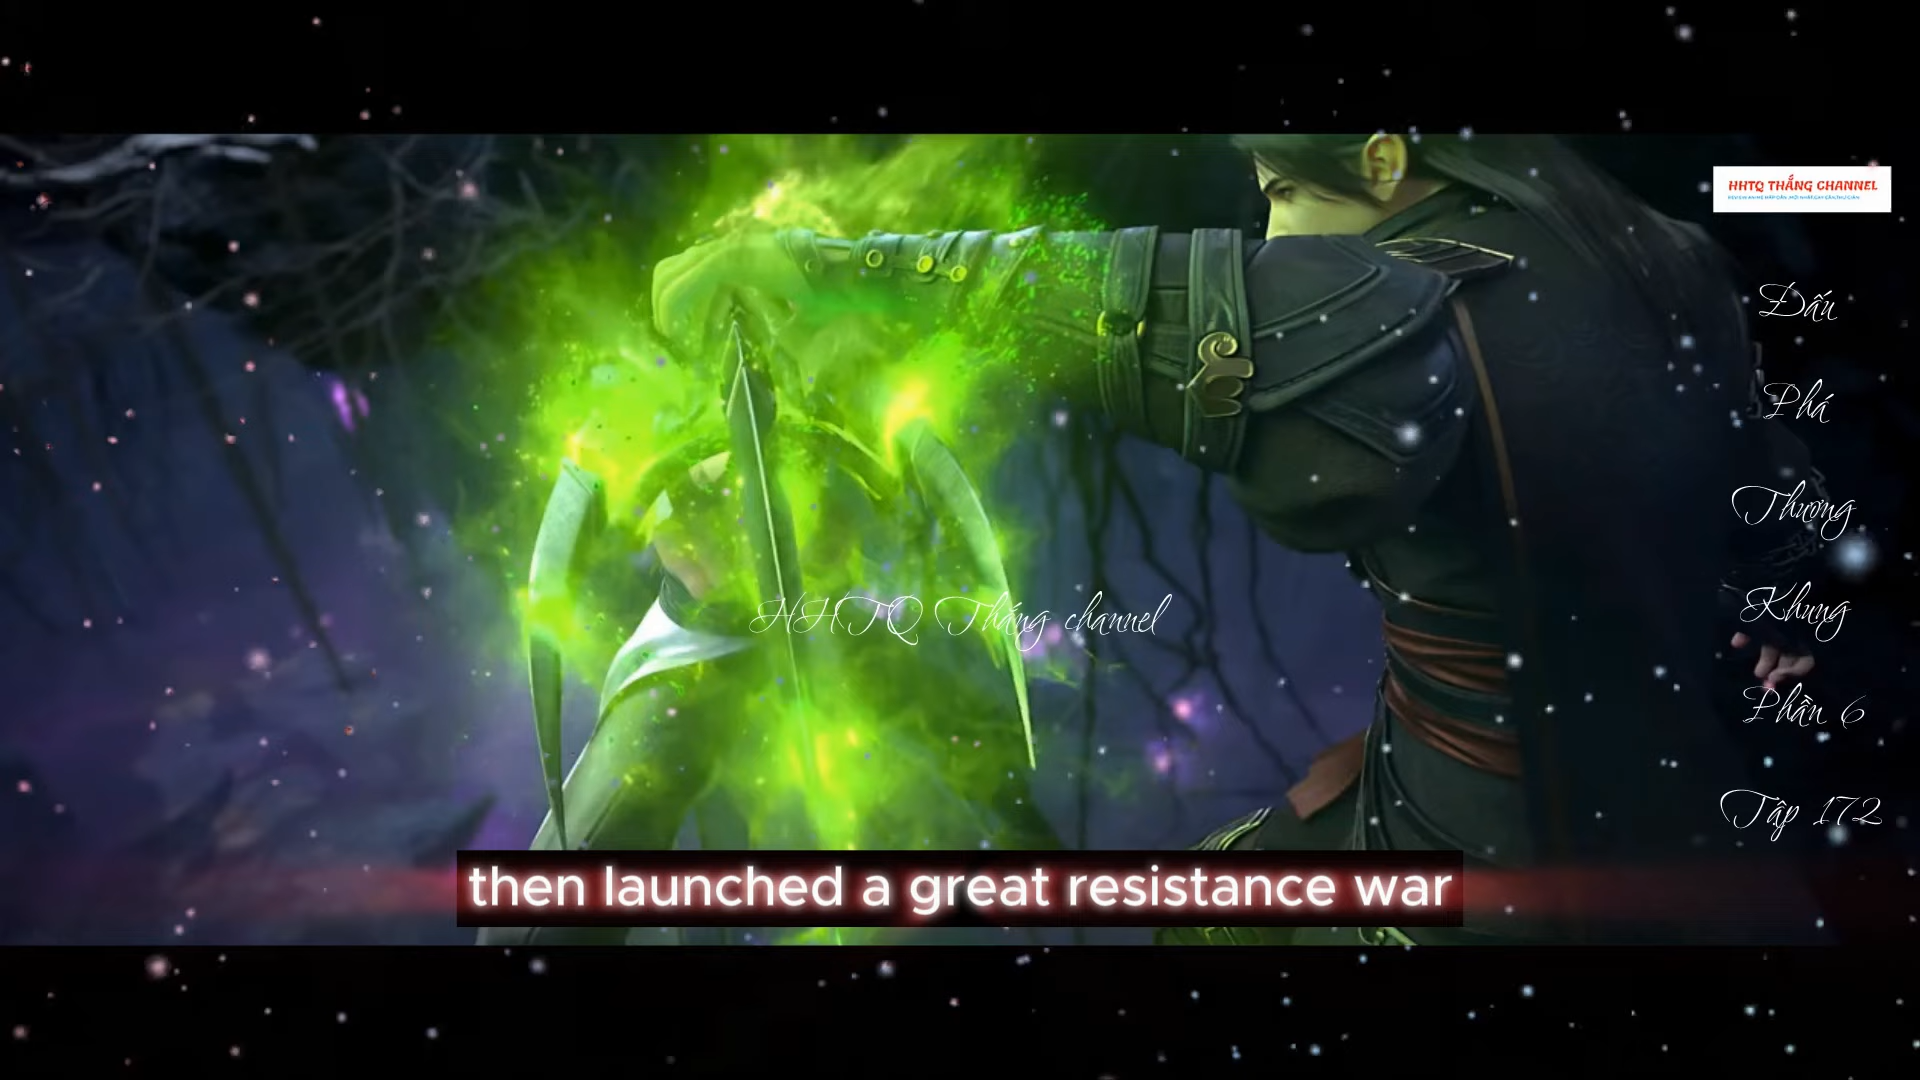 HHTQ THẮNG CHANNEL
Đấu
Phá
Thương
Khung
HHTQ Thắng channel
Phần 6
Tập 172
then launched a great resistance war